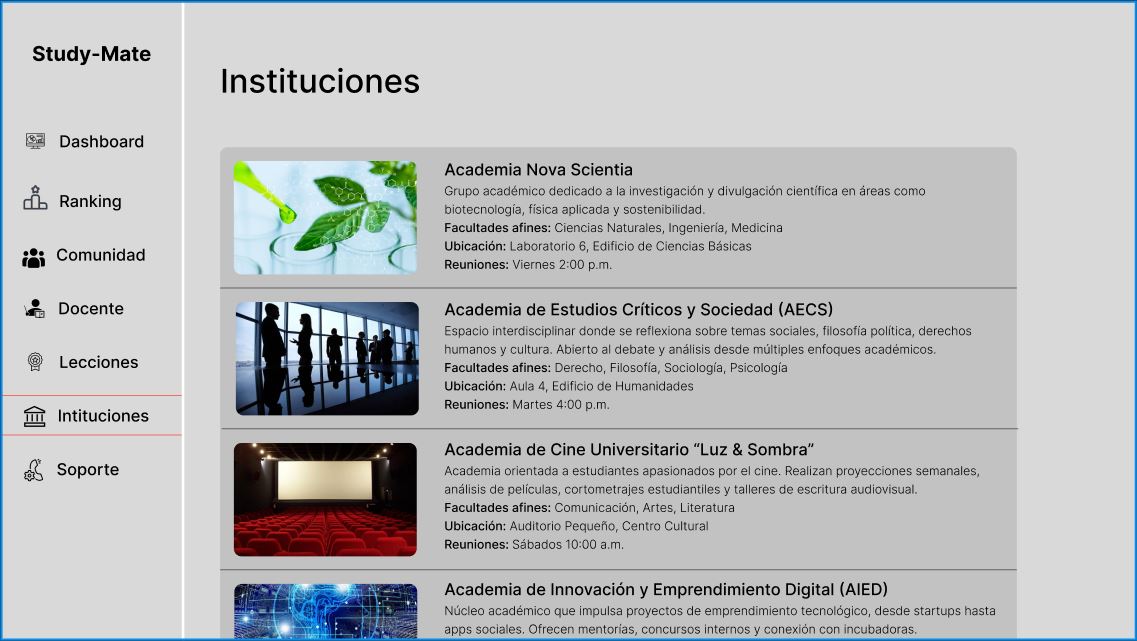 Study-Mate
Dashboard
Ranking
Comunidad
Docente
Lecciones
Intituciones
Soporte
Instituciones
Academia Nova Scientia
Grupo académico dedicado a la investigación y divulgación científica en áreas como
biotecnología, física aplicada y sostenibilidad.
Facultades afines: Ciencias Naturales, Ingeniería, Medicina
Ubicación: Laboratorio 6, Edificio de Ciencias Básicas
Reuniones: Viernes 2:00 p.m.
Academia de Estudios Críticos y Sociedad (AECS)
Espacio interdisciplinar donde se reflexiona sobre temas sociales, filosofía política, derechos
humanos y cultura. Abierto al debate y análisis desde múltiples enfoques académicos.
Facultades afines: Derecho, Filosofía, Sociología, Psicología
Ubicación: Aula 4, Edificio de Humanidades
Reuniones: Martes 4:00 p.m.
Academia de Cine Universitario “Luz & Sombra”
Academia orientada a estudiantes apasionados por el cine. Realizan proyecciones semanales,
análisis de películas, cortometrajes estudiantiles y talleres de escritura audiovisual.
Facultades afines: Comunicación, Artes, Literatura
Ubicación: Auditorio Pequeño, Centro Cultural
Reuniones: Sábados 10:00 a.m.
Academia de Innovación y Emprendimiento Digital (AIED)
Núcleo académico que impulsa proyectos de emprendimiento tecnológico, desde startups hasta
apps sociales. Ofrecen mentorías, concursos internos y conexión con incubadoras.